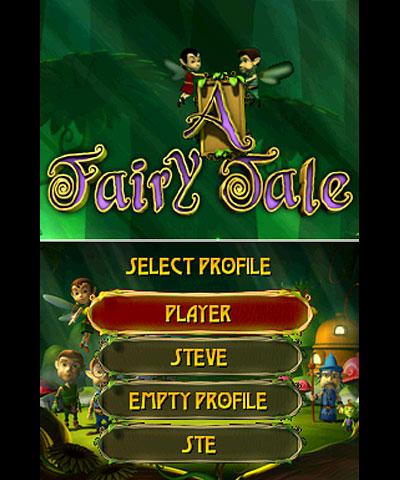 A
Fairy Tale
SELECT PROFILE
PLAYER
STEVE
EMPTY PROFILE
STE